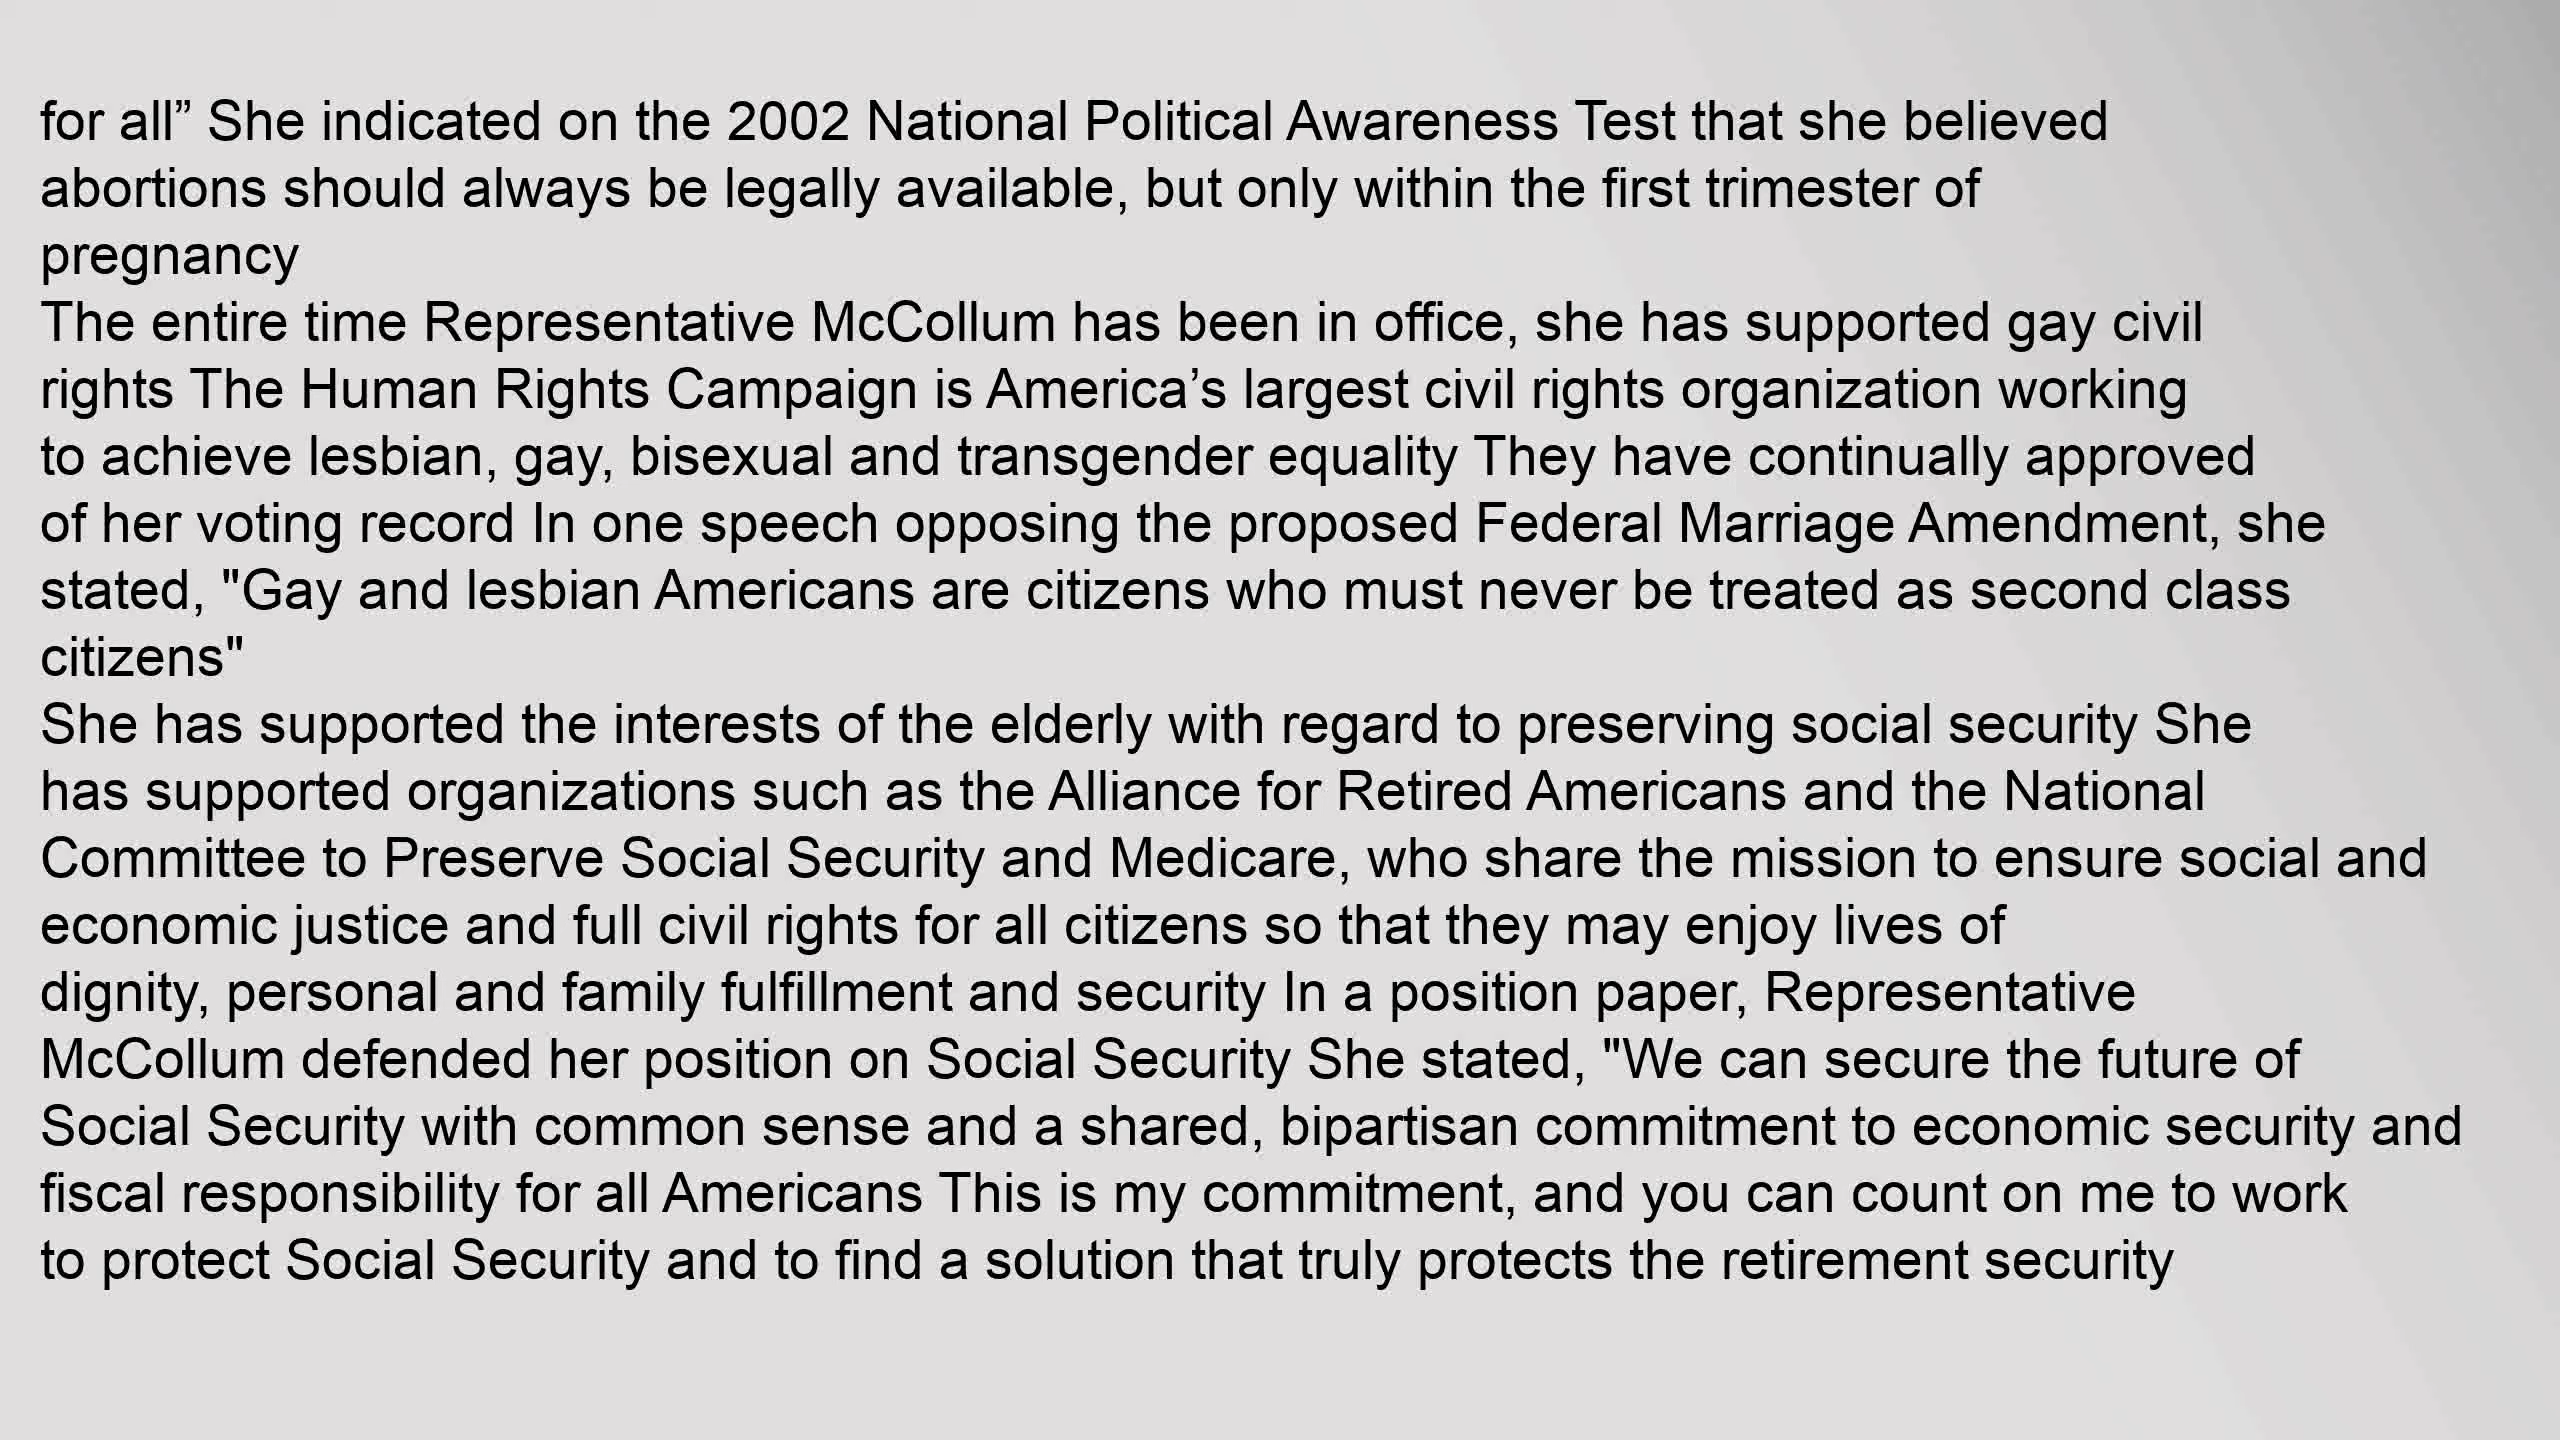 for all” She indicated on the 2002 National Political Awareness Test that she believed
abortions should always be legally available, but only within the first trimester of
pregnancy
The entire time Representative McCollum has been in office, she has supported gay civil
rights The Human Rights Campaign is America’s largest civil rights organization working
to achieve lesbian, gay, bisexual and transgender equality They have continually approved
of her voting record In one speech opposing the proposed Federal Marriage Amendment, she
stated, "Gay and lesbian Americans are citizens who must never be treated as second class
citizens"
She has supported the interests of the elderly with regard to preserving social security She
has supported organizations such as the Alliance for Retired Americans and the National
Committee to Preserve Social Security and Medicare, who share the mission to ensure social and
economic justice and full civil rights for all citizens so that they may enjoy lives of
dignity, personal and family fulfillment and security In a position paper, Representative
McCollum defended her position on Social Security She stated, "We can secure the future of
Social Security with common sense and a shared, bipartisan commitment to economic security and
fiscal responsibility for all Americans This is my commitment, and you can count on me to work
to protect Social Security and to find a solution that truly protects the retirement security